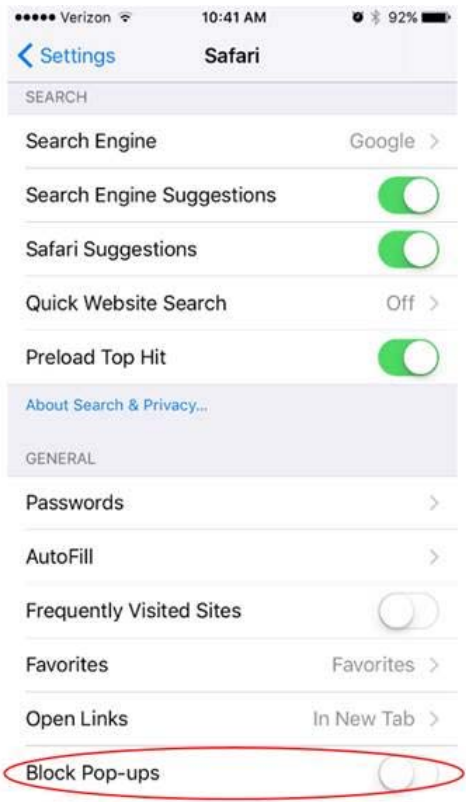 Verizon 10:41 AM 92%
Settings Safari
SEARCH
Search Engine Google
Search Engine Suggestions
Safari Suggestions
Quick Website Search Off
Preload Top Hit
About Search & Privacy...
GENERAL
Passwords
AutoFill
Frequently Visited Sites
Favorites Favorites
Open Links In New Tab
Block Pop-ups